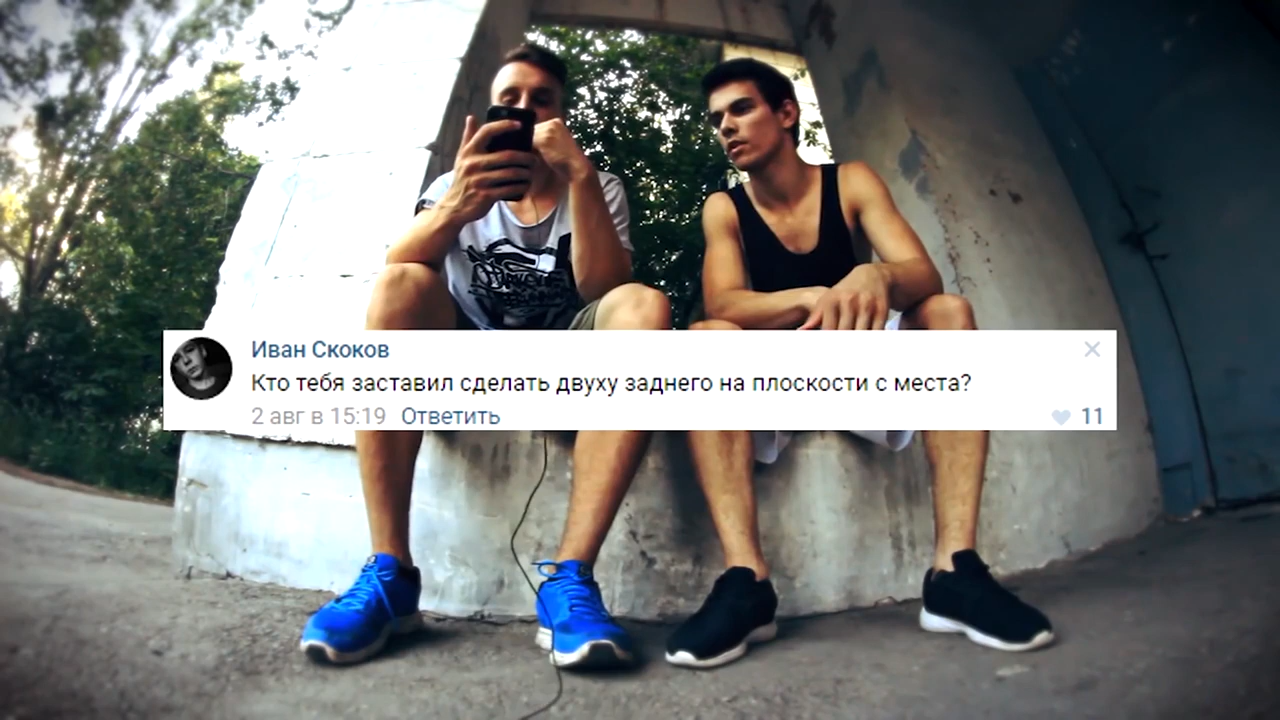 Иван Скоков
Кто тебя заставил сделать двуху заднего на плоскости с места?
2 авг в 15:19 Ответить
11